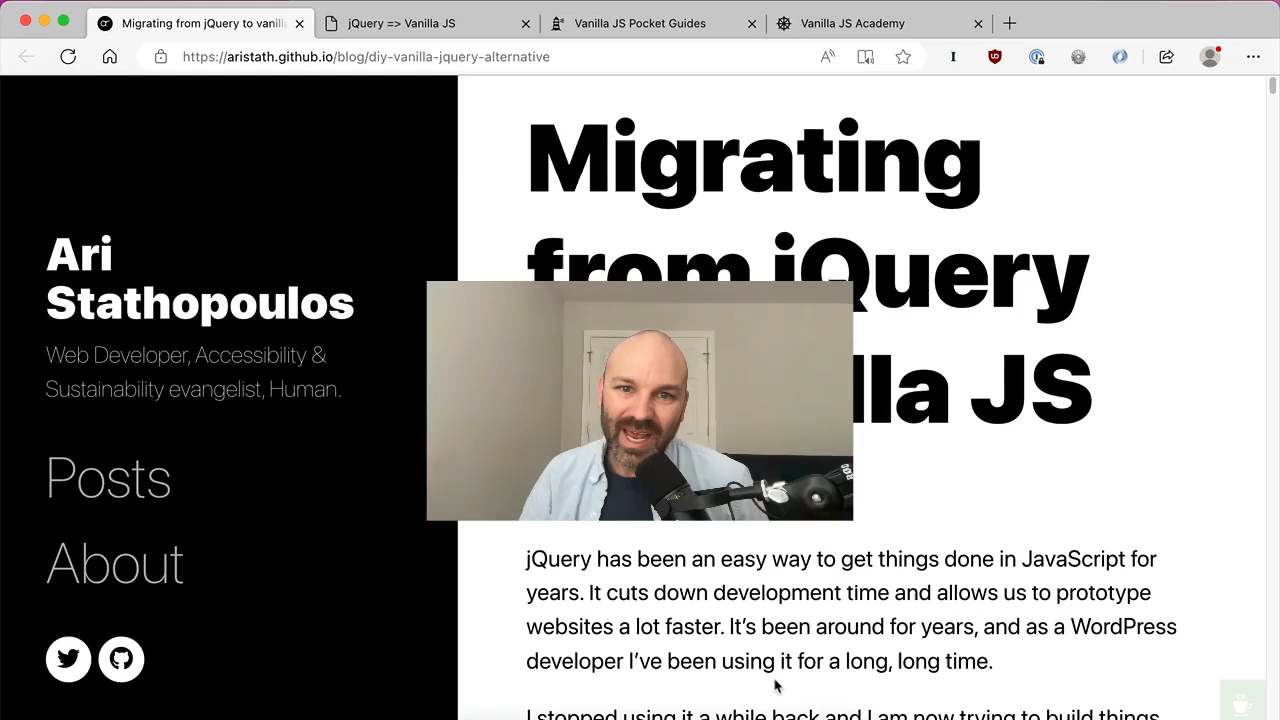 Migrating from jQuery to vanill
jQuery => Vanilla JS
Vanilla JS Pocket Guides
Vanilla JS Academy
https://aristath.github.io/blog/diy-vanilla-jquery-alternative
Ari
Stathopoulos
Web Developer, Accessibility &
Sustainability evangelist, Human.
Posts
About
Migrating
from jQuery
lla JS
jQuery has been an easy way to get things done in JavaScript for
years. It cuts down development time and allows us to prototype
websites a lot faster. It’s been around for years, and as a WordPress
developer I’ve been using it for a long, long time.
I stopped using it a while back and I am now trying to build things